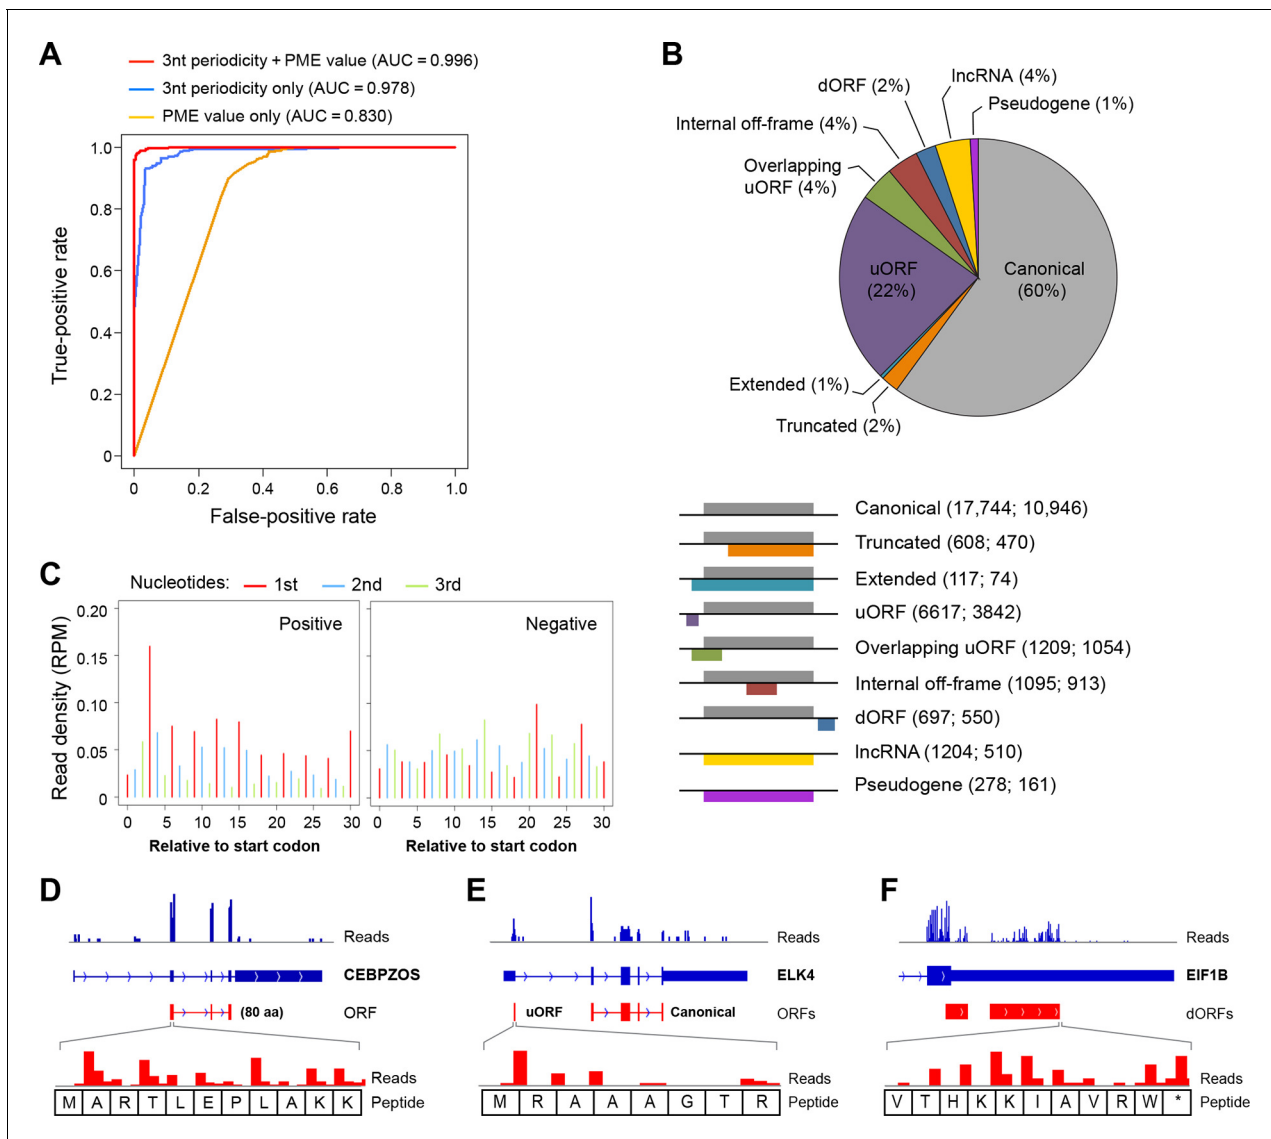 A
3nt periodicity + PME value (AUC = 0.996)
3nt periodicity only (AUC = 0.978)
PME value only (AUC = 0.830)
1.0
0.8
0.6
0.4
0.2
0
True-positive rate
0 0.2 0.4 0.6 0.8 1.0
False-positive rate
B
lncRNA (4%)
dORF (2%)
Pseudogene (1%)
Internal off-frame (4%)
Overlapping
uORF (4%)
uORF
(22%)
Canonical
(60%)
Extended (1%)
Truncated (2%)
Canonical (17,744; 10,946)
Truncated (608; 470)
Extended (117; 74)
uORF (6617; 3842)
Overlapping uORF (1209; 1054)
Internal off-frame (1095; 913)
dORF (697; 550)
lncRNA (1204; 510)
Pseudogene (278; 161)
C
Nucleotides: 1st 2nd 3rd
Read density (RPM)
0.20
0.15
0.10
0.05
0
Positive
Negative
0 5 10 15 20 25 30
0 5 10 15 20 25 30
Relative to start codon
Relative to start codon
D
Reads
CEBPZOS
(80 aa)
ORF
Reads
M A R T L E P L A K K
Peptide
E
Reads
ELK4
uORF
Canonical
ORFs
Reads
M R A A A G T R
Peptide
F
Reads
EIF1B
dORFs
Reads
V T H K K I A V R W *
Peptide